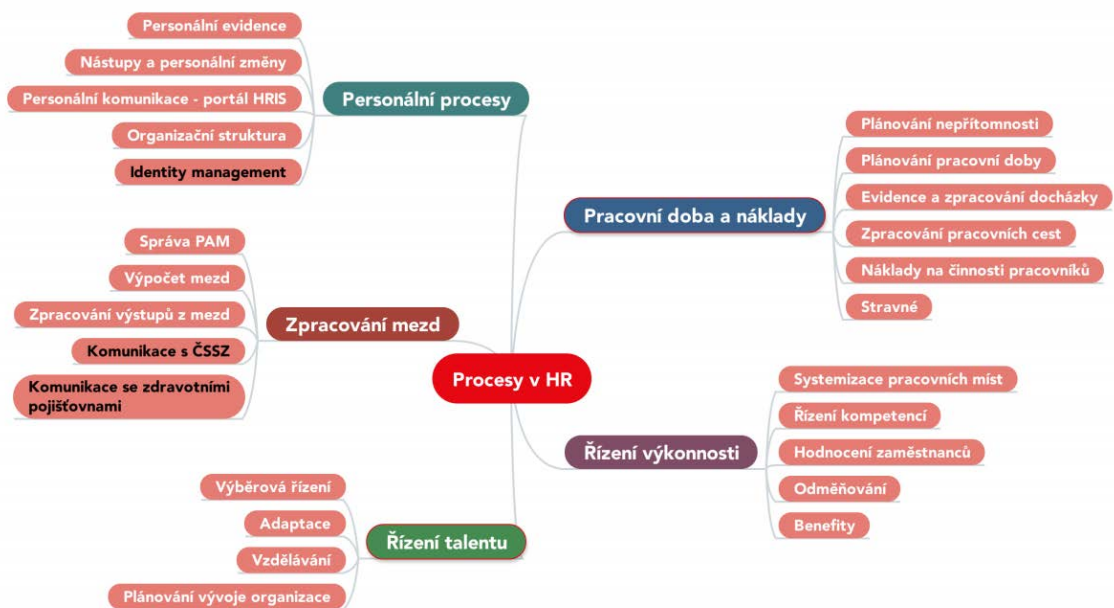 Personální evidence
Nástupy a personální změny
Personální komunikace - portál HRIS
Organizační struktura
Identity management
Personální procesy
Správa PAM
Výpočet mezd
Zpracování výstupů z mezd
Komunikace s ČSSZ
Komunikace se zdravotními
pojišťovnami
Zpracování mezd
Výběrová řízení
Adaptace
Vzdělávání
Plánování vývoje organizace
Řízení talentu
Procesy v HR
Pracovní doba a náklady
Plánování nepřítomnosti
Plánování pracovní doby
Evidence a zpracování docházky
Zpracování pracovních cest
Náklady na činnosti pracovníků
Stravné
Řízení výkonnosti
Systemizace pracovních míst
Řízení kompetencí
Hodnocení zaměstnanců
Odměňování
Benefity